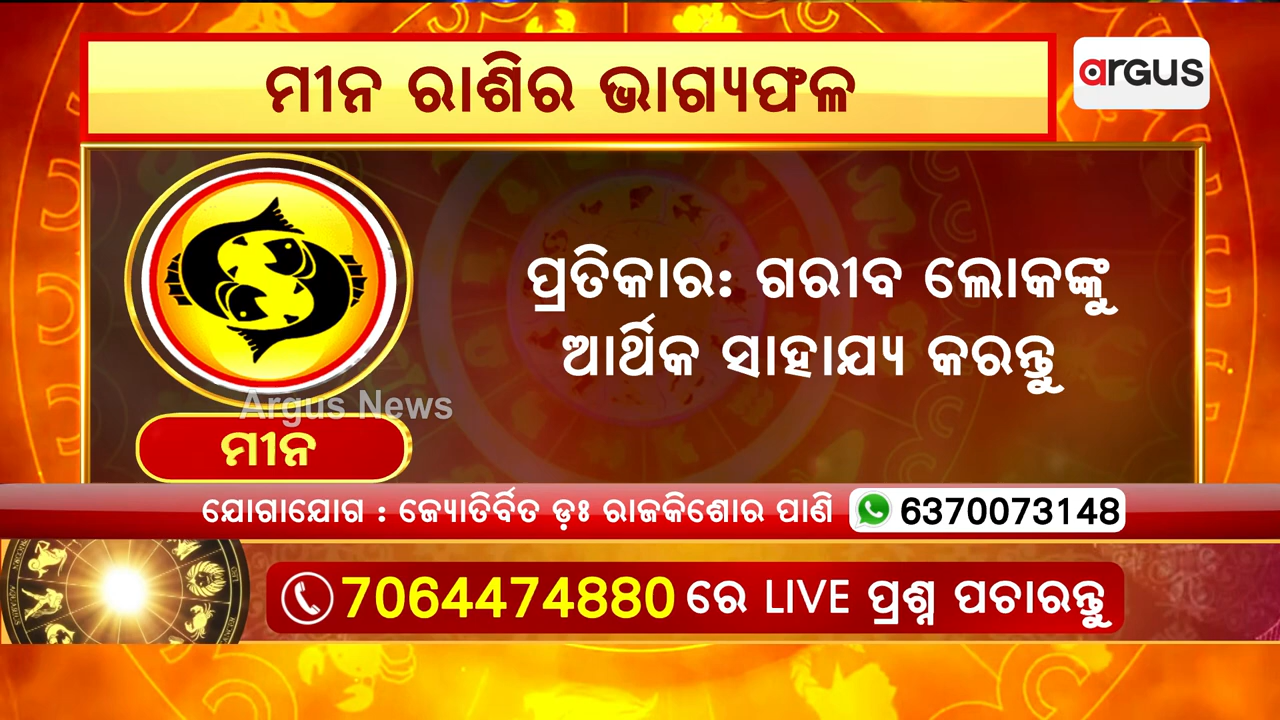 ମୀନ ରାଶିର ଭାଗ୍ୟଫଳ
argus
ପ୍ରତିକାର: ଗରୀବ ଲୋକଙ୍କୁ
ଆର୍ଥିକ ସାହାଯ୍ୟ କରନ୍ତୁ
Argus News
ମୀନ
ଯୋଗାଯୋଗ : ଜ୍ୟୋତିର୍ବିତ ଡ଼ଃ ରାଜକିଶୋର ପାଣି 6370073148
7064474880 ରେ LIVE ପ୍ରଶ୍ନ ପଚାରନ୍ତୁ